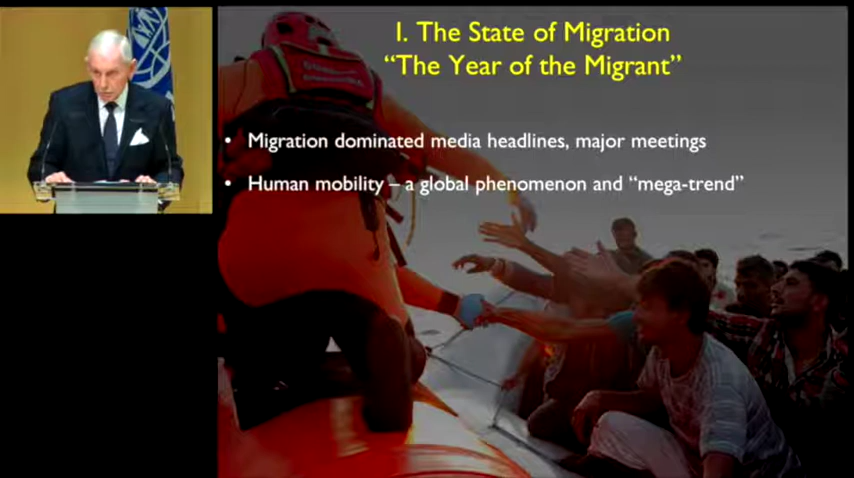 I. The State of Migration
“The Year of the Migrant”
• Migration dominated media headlines, major meetings
• Human mobility – a global phenomenon and “mega-trend”